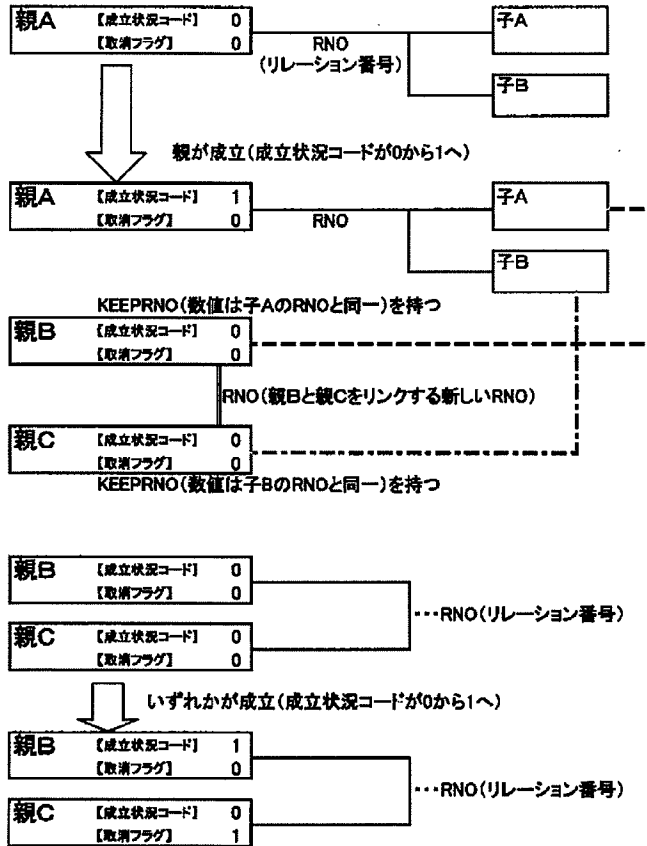 親A 【成立状況コード】 0 子A
【取消フラグ】 0 RNO
(リレーション番号)
子B
親が成立(成立状況コードが0から1へ)
親A 【成立状況コード】 1 子A
【取消フラグ】 0 RNO
子B
KEEPRNO(数値は子AのRNOと同一)を持つ
親B 【成立状況コード】 0
【取消フラグ】 0
RNO(親Bと親Cをリンクする新しいRNO)
親C 【成立状況コード】 0
【取消フラグ】 0
KEEPRNO(数値は子BのRNOと同一)を持つ
親B 【成立状況コード】 0
【取消フラグ】 0
…RNO(リレーション番号)
親C 【成立状況コード】 0
【取消フラグ】 0
いずれかが成立(成立状況コードが0から1へ)
親B 【成立状況コード】 1
【取消フラグ】 0
…RNO(リレーション番号)
親C 【成立状況コード】 0
【取消フラグ】 1